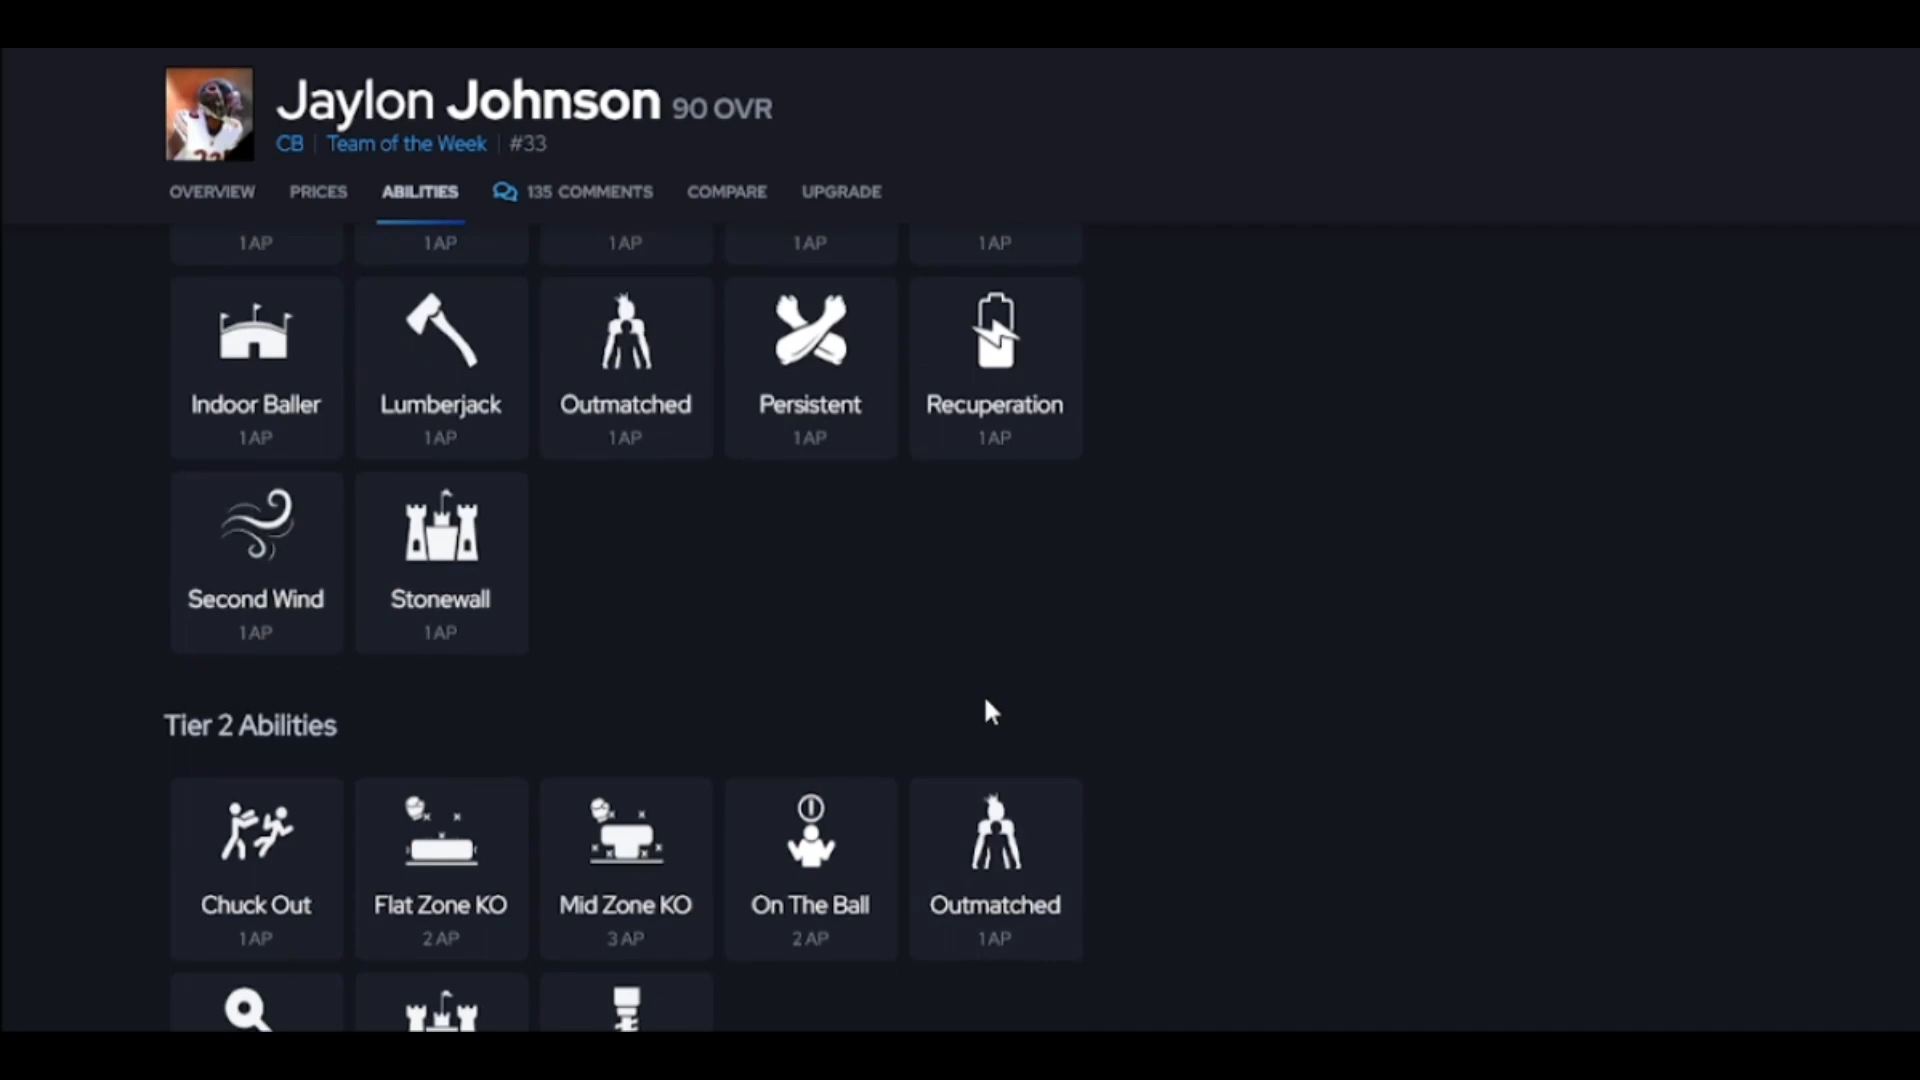 Jaylon Johnson 90 OVR
CB | Team of the Week | #33
OVERVIEW PRICES ABILITIES 135 COMMENTS COMPARE UPGRADE
1 AP 1 AP 1 AP 1 AP 1 AP
Indoor Baller Lumberjack Outmatched Persistent Recuperation
1 AP 1 AP 1 AP 1 AP 1 AP
Second Wind Stonewall
1 AP 1 AP
Tier 2 Abilities
Chuck Out Flat Zone KO Mid Zone KO On The Ball Outmatched
1 AP 2 AP 3 AP 2 AP 1 AP